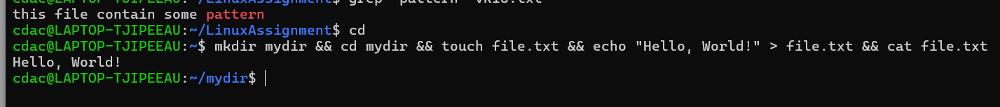 this file contain some pattern
cdac@LAPTOP-TJIPEEAU:~/LinuxAssignment$ cd
cdac@LAPTOP-TJIPEEAU:~$ mkdir mydir && cd mydir && touch file.txt && echo "Hello, World!" > file.txt && cat file.txt
Hello, World!
cdac@LAPTOP-TJIPEEAU:~/mydir$